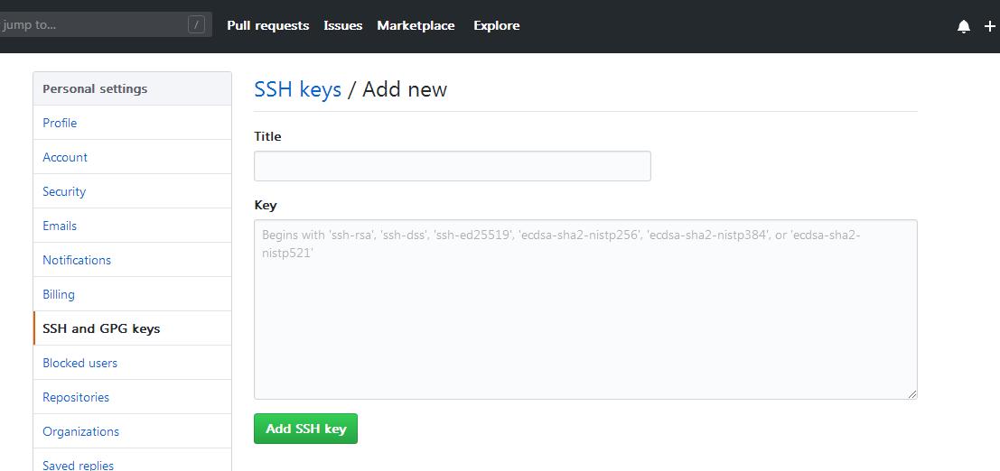 jump to...
/
Pull requests
Issues
Marketplace
Explore
Personal settings
Profile
Account
Security
Emails
Notifications
Billing
SSH and GPG keys
Blocked users
Repositories
Organizations
Saved replies
SSH keys / Add new
Title
Key
Begins with 'ssh-rsa', 'ssh-dss', 'ssh-ed25519', 'ecdsa-sha2-nistp256', 'ecdsa-sha2-nistp384', or 'ecdsa-sha2-
nistp521'
Add SSH key